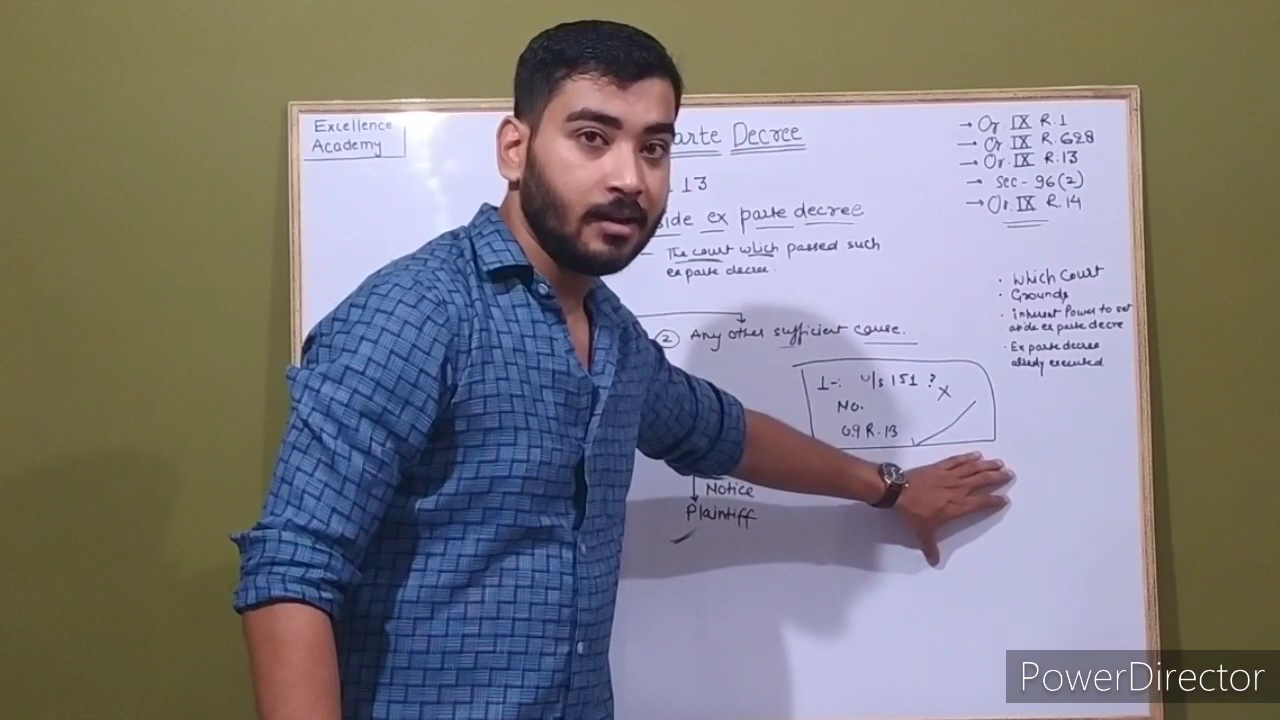 Excellence
Academy
arte Decree
. 13
side ex parte decree
- The court which passed such
ex parte decree.
2 Any other sufficient cause.
1-: u/s 151 ? X
No.
O.9 R.13
Notice
Plaintiff
→ Or. IX R.1
→ Or IX R.6&8
→ Or. IX R.13
→ Sec - 96(2)
→ Or. IX R.14
· Which Court
· Grounds
· inherent Power to set
aside ex parte decre
· Ex parte decree
already executed
PowerDirector